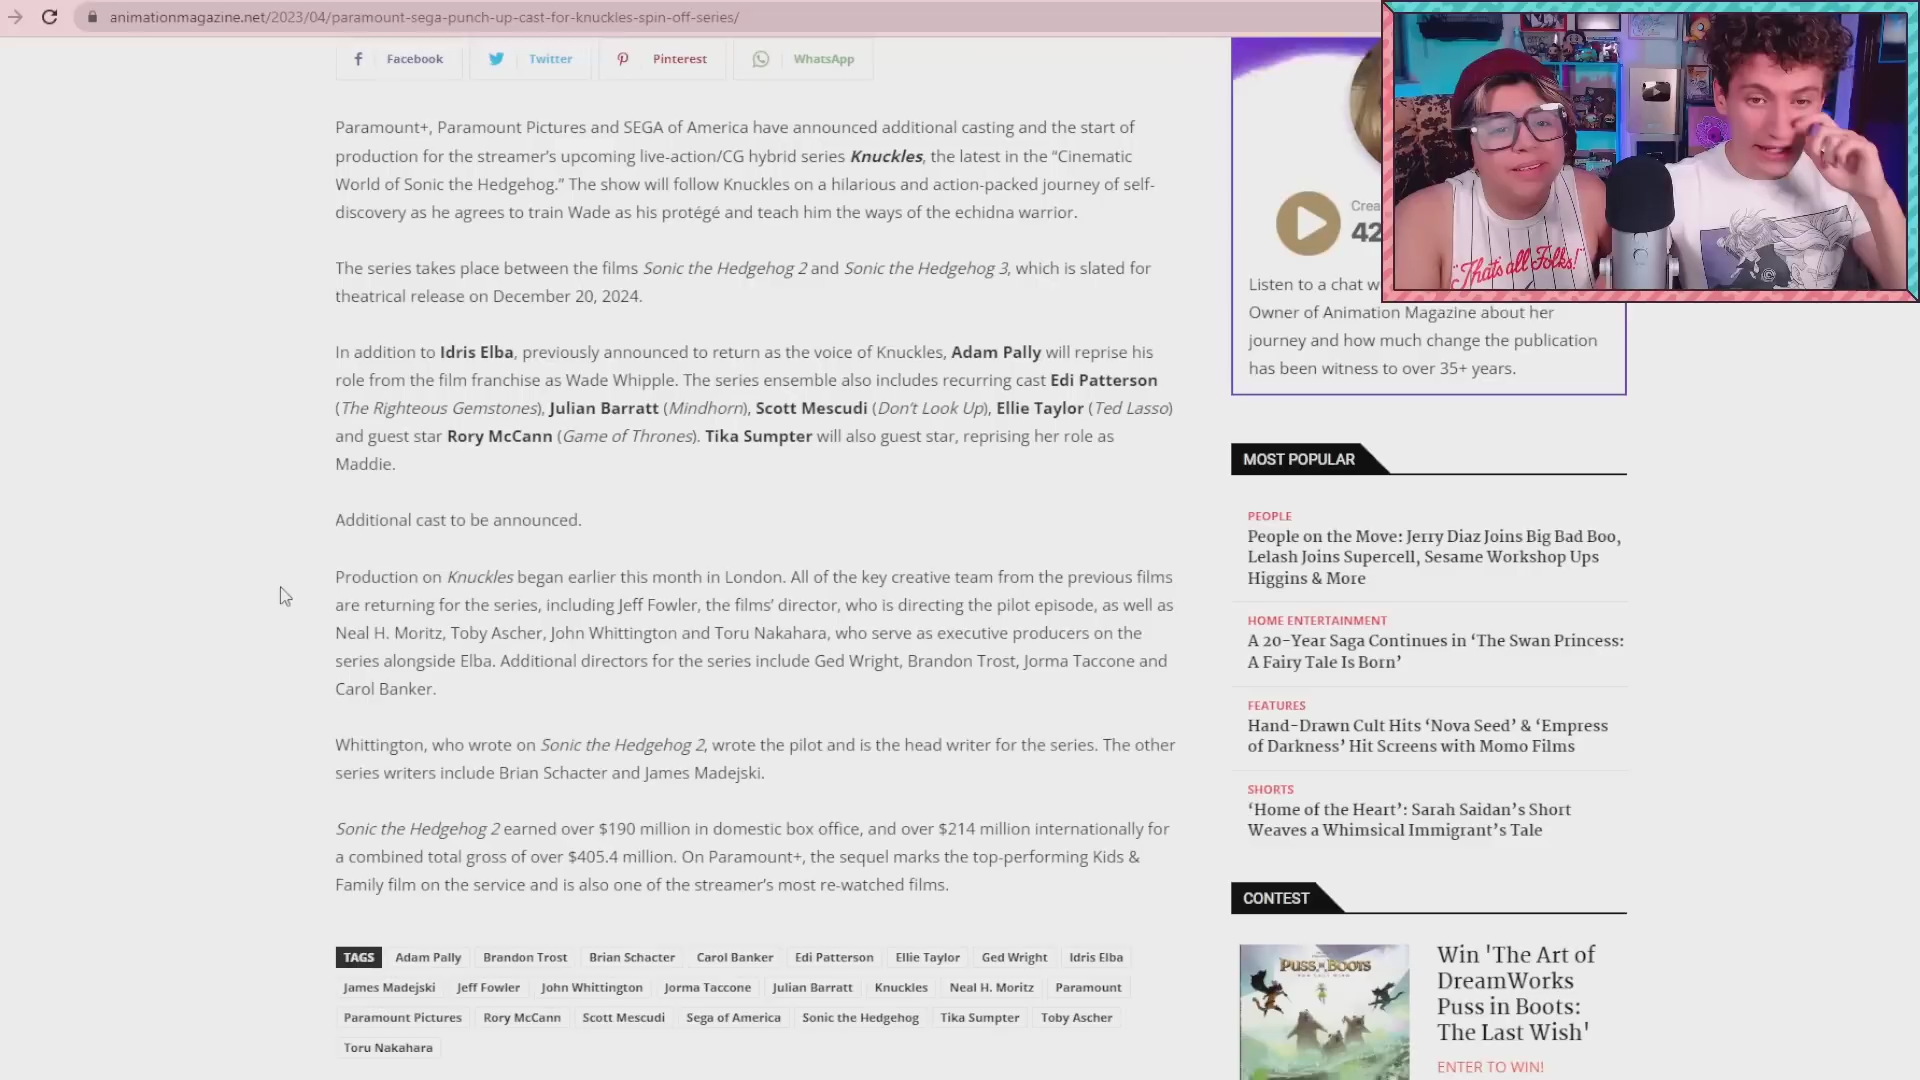 animationmagazine.net/2023/04/paramount-sega-punch-up-cast-for-knuckles-spin-off-series/
Facebook
Twitter
Pinterest
WhatsApp
Paramount+, Paramount Pictures and SEGA of America have announced additional casting and the start of
production for the streamer's upcoming live-action/CG hybrid series Knuckles, the latest in the “Cinematic
World of Sonic the Hedgehog.” The show will follow Knuckles on a hilarious and action-packed journey of self-
discovery as he agrees to train Wade as his protégé and teach him the ways of the echidna warrior.
The series takes place between the films Sonic the Hedgehog 2 and Sonic the Hedgehog 3, which is slated for
theatrical release on December 20, 2024.
In addition to Idris Elba, previously announced to return as the voice of Knuckles, Adam Pally will reprise his
role from the film franchise as Wade Whipple. The series ensemble also includes recurring cast Edi Patterson
(The Righteous Gemstones), Julian Barratt (Mindhorn), Scott Mescudi (Don't Look Up), Ellie Taylor (Ted Lasso)
and guest star Rory McCann (Game of Thrones). Tika Sumpter will also guest star, reprising her role as
Maddie.
Additional cast to be announced.
Production on Knuckles began earlier this month in London. All of the key creative team from the previous films
are returning for the series, including Jeff Fowler, the films' director, who is directing the pilot episode, as well as
Neal H. Moritz, Toby Ascher, John Whittington and Toru Nakahara, who serve as executive producers on the
series alongside Elba. Additional directors for the series include Ged Wright, Brandon Trost, Jorma Taccone and
Carol Banker.
Whittington, who wrote on Sonic the Hedgehog 2, wrote the pilot and is the head writer for the series. The other
series writers include Brian Schacter and James Madejski.
Sonic the Hedgehog 2 earned over $190 million in domestic box office, and over $214 million internationally for
a combined total gross of over $405.4 million. On Paramount+, the sequel marks the top-performing Kids &
Family film on the service and is also one of the streamer's most re-watched films.
TAGS Adam Pally Brandon Trost Brian Schacter Carol Banker Edi Patterson Ellie Taylor Ged Wright Idris Elba
James Madejski Jeff Fowler John Whittington Jorma Taccone Julian Barratt Knuckles Neal H. Moritz Paramount
Paramount Pictures Rory McCann Scott Mescudi Sega of America Sonic the Hedgehog Tika Sumpter Toby Ascher
Toru Nakahara
42
Listen to a chat
Owner of Animation Magazine about her
journey and how much change the publication
has been witness to over 35+ years.
"That's all Folks!"
MOST POPULAR
PEOPLE
People on the Move: Jerry Diaz Joins Big Bad Boo,
Lelash Joins Supercell, Sesame Workshop Ups
Higgins & More
HOME ENTERTAINMENT
A 20-Year Saga Continues in ‘The Swan Princess:
A Fairy Tale Is Born’
FEATURES
Hand-Drawn Cult Hits ‘Nova Seed’ & ‘Empress
of Darkness’ Hit Screens with Momo Films
SHORTS
‘Home of the Heart’: Sarah Saidan’s Short
Weaves a Whimsical Immigrant’s Tale
CONTEST
PUSS IN BOOTS
Win 'The Art of
DreamWorks
Puss in Boots:
The Last Wish'
ENTER TO WIN!